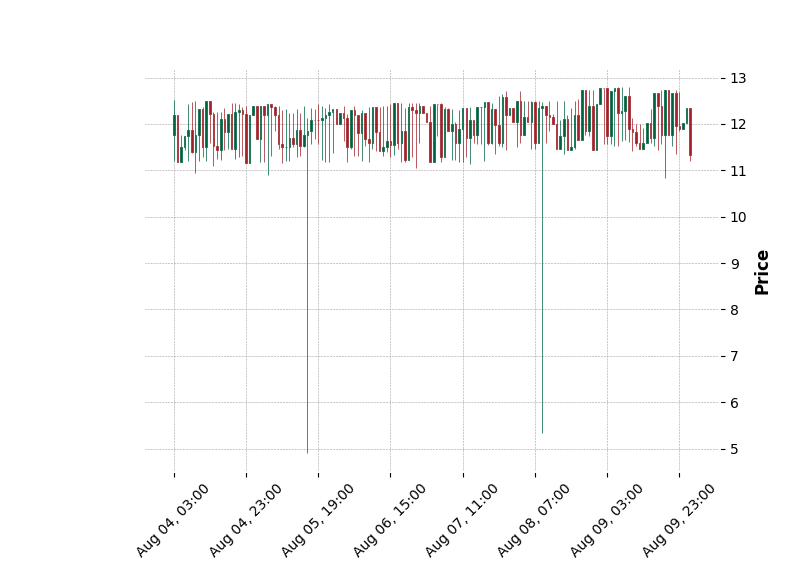 13
12
11
10
9
8
7
6
5
Price
Aug 04, 03:00
Aug 04, 23:00
Aug 05, 19:00
Aug 06, 15:00
Aug 07, 11:00
Aug 08, 07:00
Aug 09, 03:00
Aug 09, 23:00